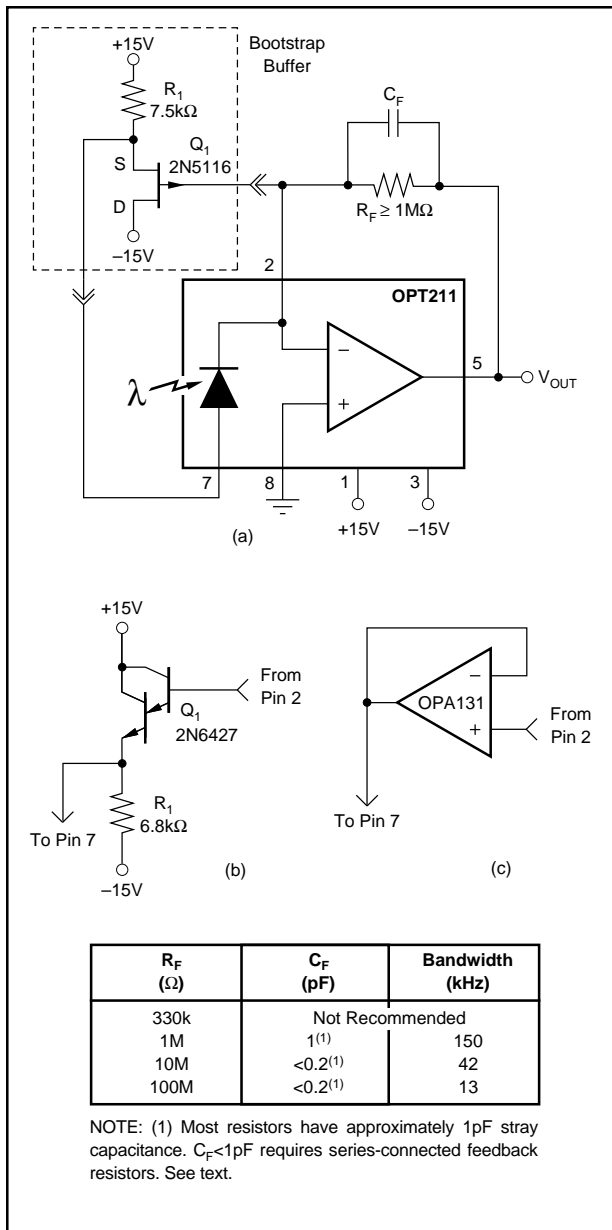 Bootstrap
Buffer
+15V
R1
7.5kΩ
Q1
2N5116
S
D
–15V
CF
RF ≥ 1MΩ
2
OPT211
λ
–
+
5
VOUT
7
8
1
3
+15V
–15V
(a)
+15V
From
Pin 2
Q1
2N6427
R1
6.8kΩ
To Pin 7
–15V
(b)
–
OPA131
+
From
Pin 2
To Pin 7
(c)
RF CF Bandwidth
(Ω) (pF) (kHz)
330k Not Recommended
1M 1(1) 150
10M <0.2(1) 42
100M <0.2(1) 13
NOTE: (1) Most resistors have approximately 1pF stray
capacitance. CF<1pF requires series-connected feedback
resistors. See text.